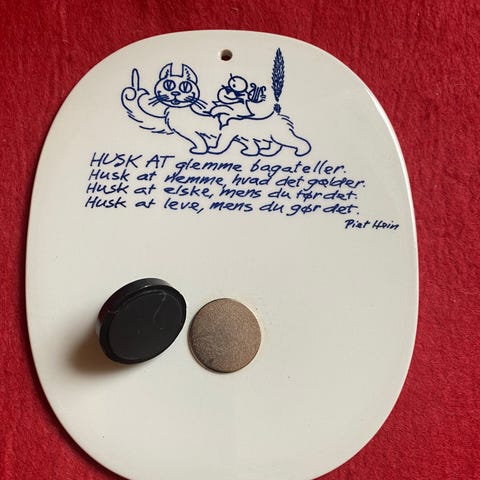 HUSK AT glemme bagateller.
Husk at nemme, hvad det gælder.
Husk at elske, mens du tør det.
Husk at leve, mens du gør det.
Piet Hein